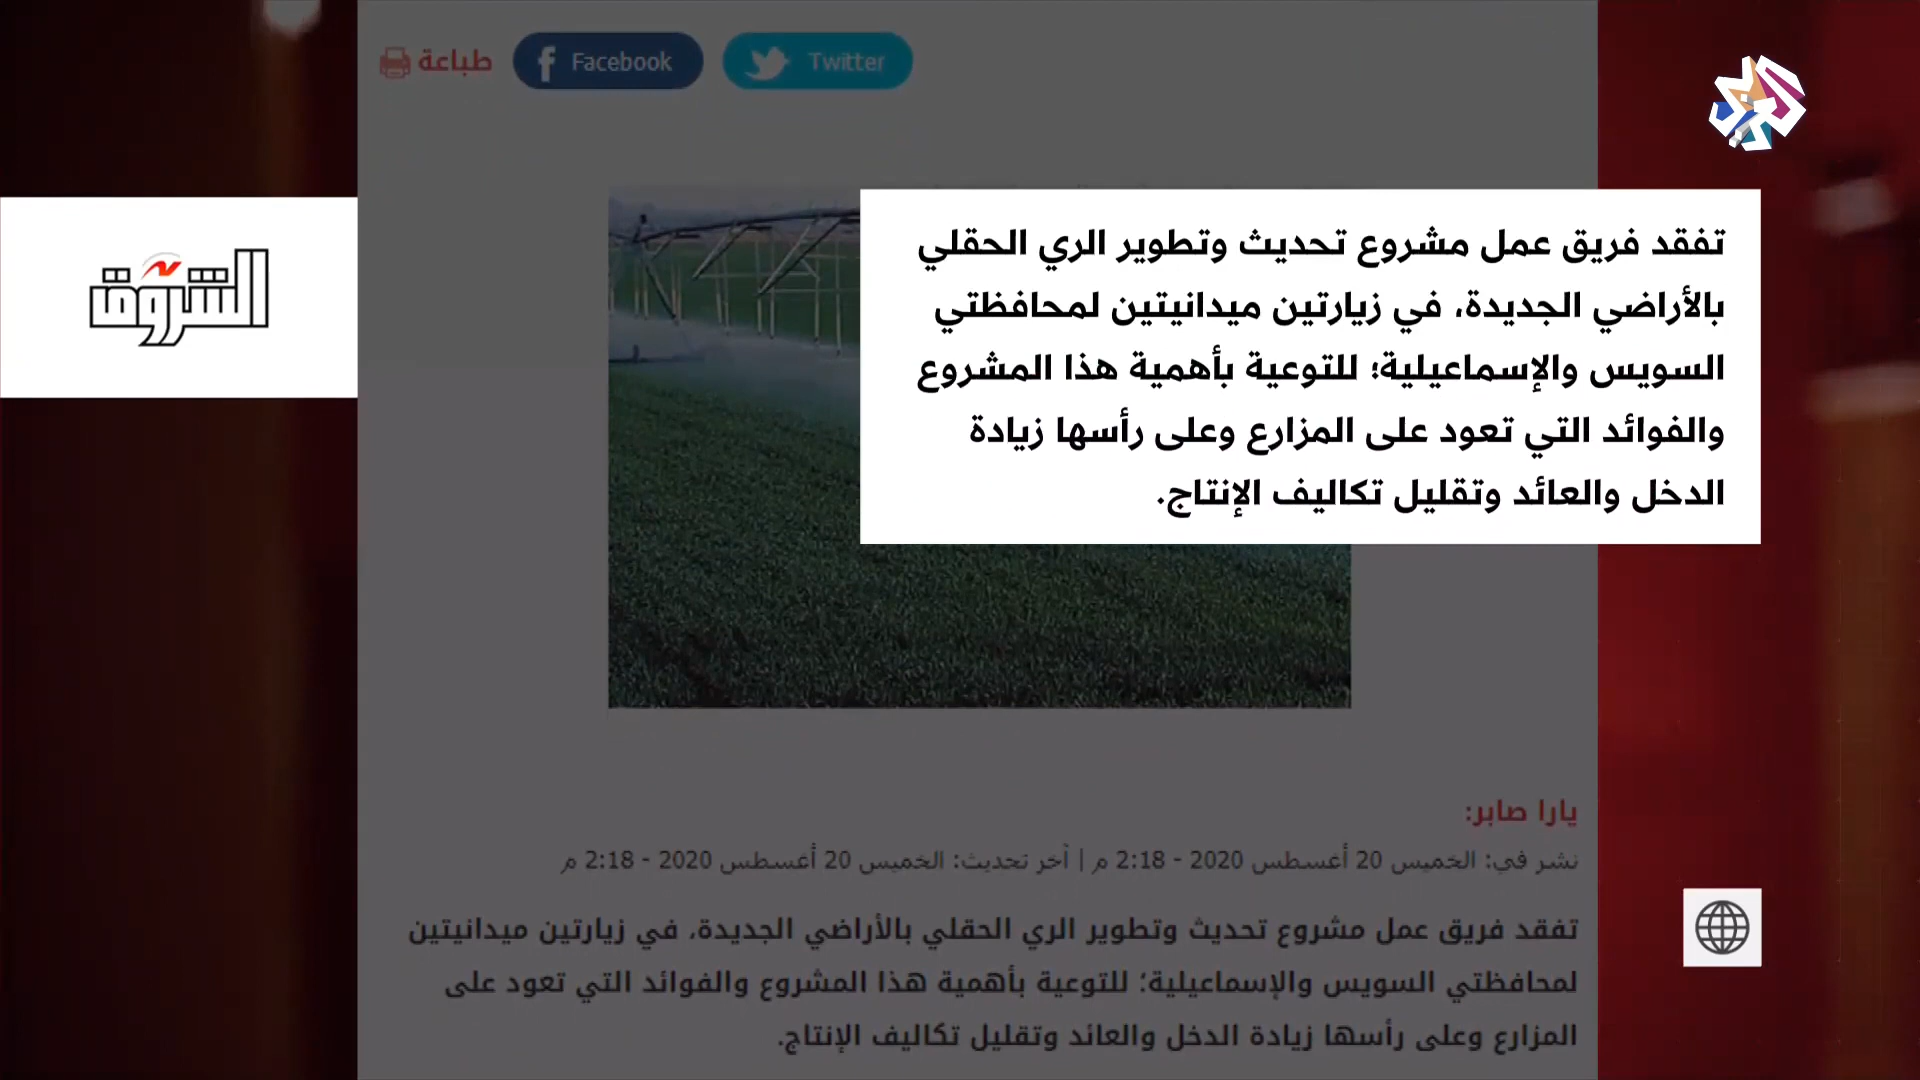 طباعة
Facebook
Twitter
الشروق
تفقد فريق عمل مشروع تحديث وتطوير الري الحقلي
بالأراضي الجديدة، في زيارتين ميدانيتين لمحافظتي
السويس والإسماعيلية؛ للتوعية بأهمية هذا المشروع
والفوائد التي تعود على المزارع وعلى رأسها زيادة
الدخل والعائد وتقليل تكاليف الإنتاج.
يارا صابر:
نشر في: الخميس 20 أغسطس 2020 - 2:18 م | آخر تحديث: الخميس 20 أغسطس 2020 - 2:18 م
تفقد فريق عمل مشروع تحديث وتطوير الري الحقلي بالأراضي الجديدة، في زيارتين ميدانيتين
لمحافظتي السويس والإسماعيلية؛ للتوعية بأهمية هذا المشروع والفوائد التي تعود على
المزارع وعلى رأسها زيادة الدخل والعائد وتقليل تكاليف الإنتاج.